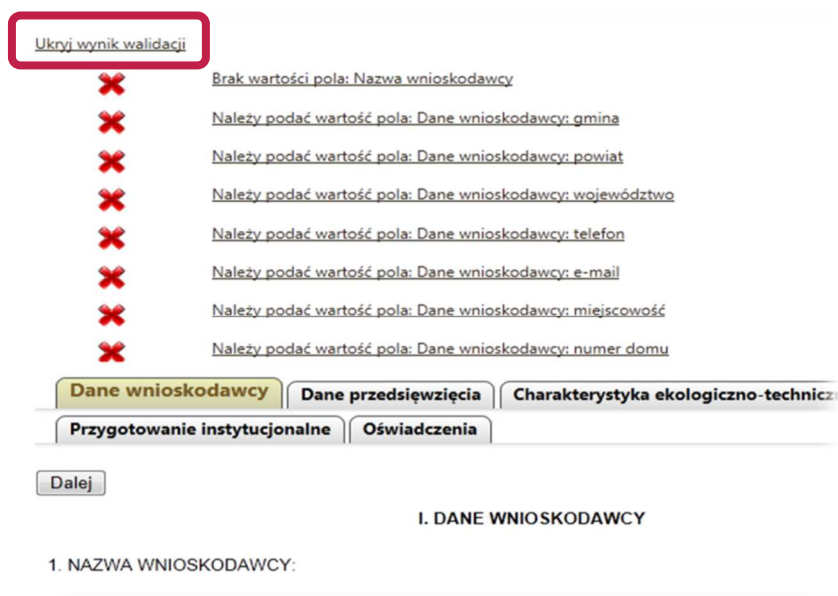 Ukryj wynik walidacji
Brak wartości pola: Nazwa wnioskodawcy
Należy podać wartość pola: Dane wnioskodawcy: gmina
Należy podać wartość pola: Dane wnioskodawcy: powiat
Należy podać wartość pola: Dane wnioskodawcy: województwo
Należy podać wartość pola: Dane wnioskodawcy: telefon
Należy podać wartość pola: Dane wnioskodawcy: e-mail
Należy podać wartość pola: Dane wnioskodawcy: miejscowość
Należy podać wartość pola: Dane wnioskodawcy: numer domu
Dane wnioskodawcy Dane przedsięwzięcia Charakterystyka ekologiczno-technicz
Przygotowanie instytucjonalne Oświadczenia
Dalej
I. DANE WNIOSKODAWCY
1. NAZWA WNIOSKODAWCY: